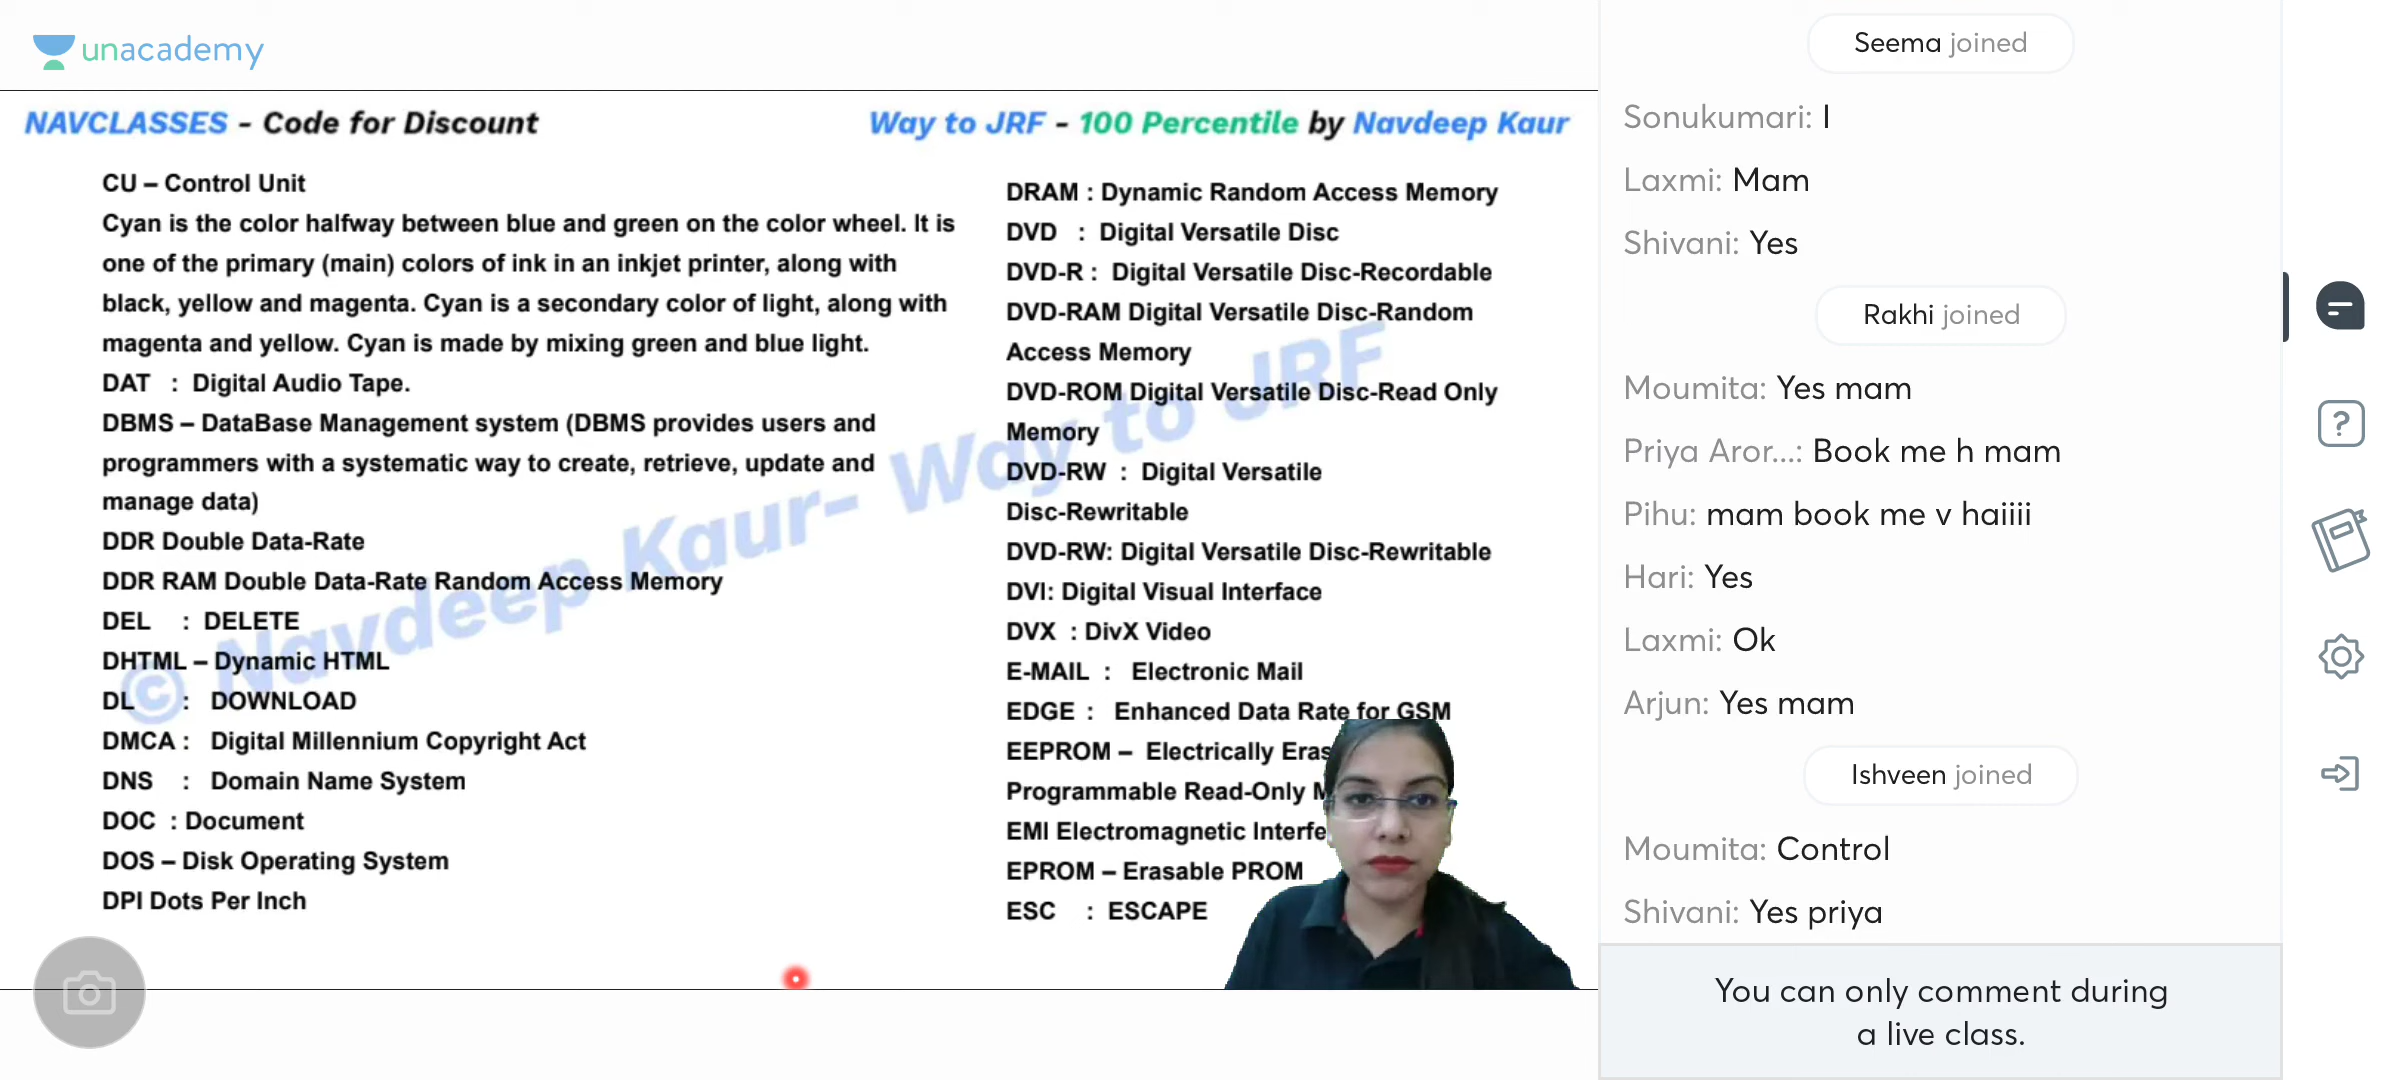 unacademy
NAVCLASSES - Code for Discount
Way to JRF - 100 Percentile by Navdeep Kaur
CU – Control Unit
Cyan is the color halfway between blue and green on the color wheel. It is
one of the primary (main) colors of ink in an inkjet printer, along with
black, yellow and magenta. Cyan is a secondary color of light, along with
magenta and yellow. Cyan is made by mixing green and blue light.
DAT : Digital Audio Tape.
DBMS – DataBase Management system (DBMS provides users and
programmers with a systematic way to create, retrieve, update and
manage data)
DDR Double Data-Rate
DDR RAM Double Data-Rate Random Access Memory
DEL : DELETE
DHTML – Dynamic HTML
DL : DOWNLOAD
DMCA : Digital Millennium Copyright Act
DNS : Domain Name System
DOC : Document
DOS – Disk Operating System
DPI Dots Per Inch
DRAM : Dynamic Random Access Memory
DVD : Digital Versatile Disc
DVD-R : Digital Versatile Disc-Recordable
DVD-RAM Digital Versatile Disc-Random
Access Memory
DVD-ROM Digital Versatile Disc-Read Only
Memory
DVD-RW : Digital Versatile
Disc-Rewritable
DVD-RW: Digital Versatile Disc-Rewritable
DVI: Digital Visual Interface
DVX : DivX Video
E-MAIL : Electronic Mail
EDGE : Enhanced Data Rate for GSM
EEPROM – Electrically
Programmable Read-Only
EMI Electromagnetic
EPROM – Erasable PROM
ESC : ESCAPE
© Navdeep Kaur- Way to JRF
Seema joined
Sonukumari: I
Laxmi: Mam
Shivani: Yes
Rakhi joined
Moumita: Yes mam
Priya Aror...: Book me h mam
Pihu: mam book me v haiiii
Hari: Yes
Laxmi: Ok
Arjun: Yes mam
Ishveen joined
Moumita: Control
Shivani: Yes priya
You can only comment during
a live class.